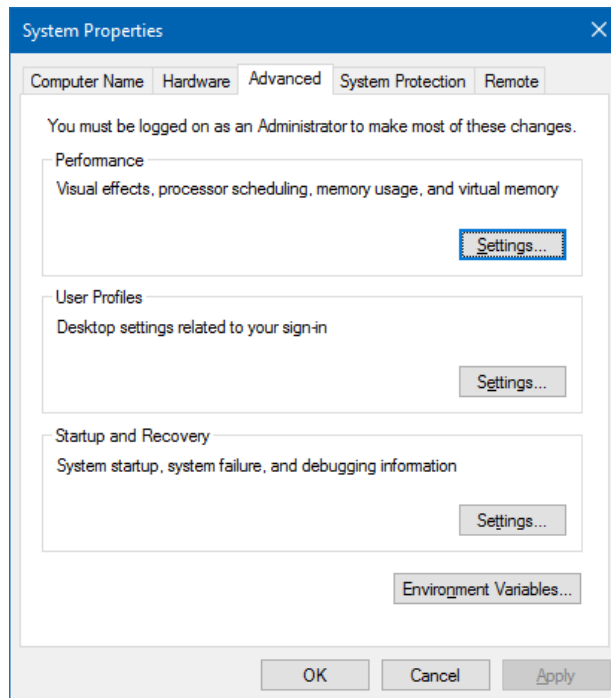 System Properties
Computer Name Hardware Advanced System Protection Remote
You must be logged on as an Administrator to make most of these changes.
Performance
Visual effects, processor scheduling, memory usage, and virtual memory
Settings...
User Profiles
Desktop settings related to your sign-in
Settings...
Startup and Recovery
System startup, system failure, and debugging information
Settings...
Environment Variables...
OK Cancel Apply